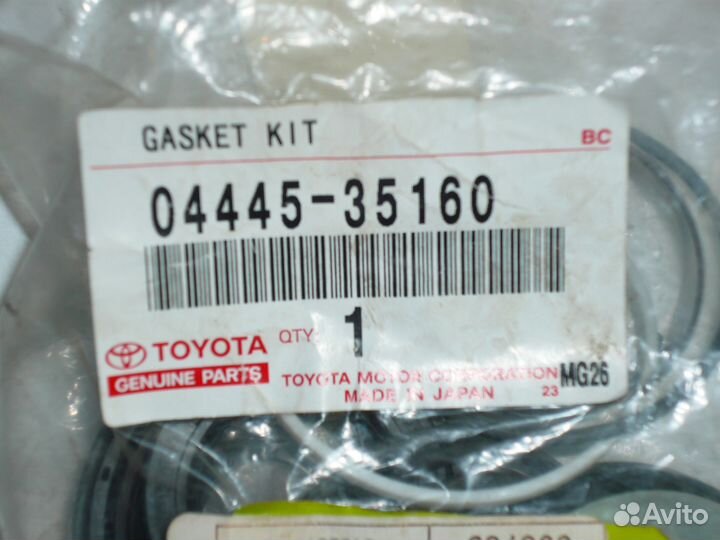 GASKET KIT BC
04445-35160
TOYOTA QTY. 1
GENUINE PARTS
TOYOTA MOTOR CORPORATION MG26
MADE IN JAPAN 23
Avito